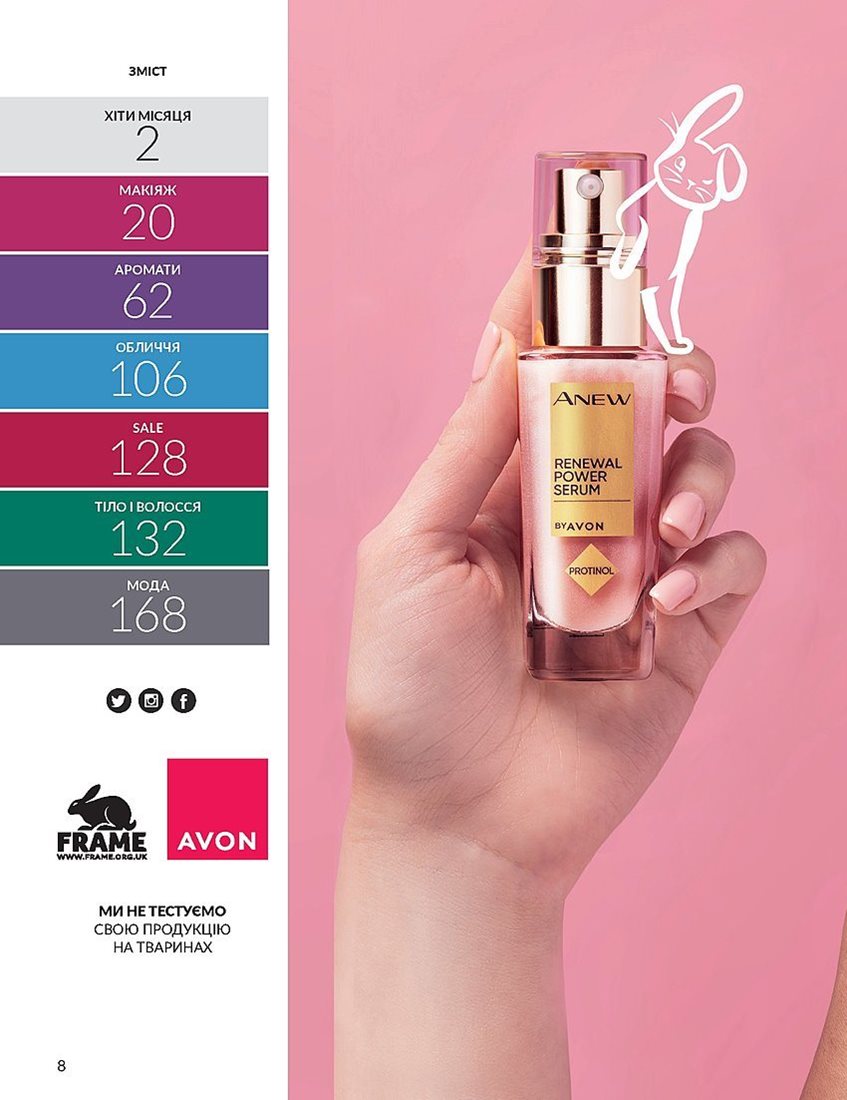 ЗМІСТ
ХІТИ МІСЯЦЯ
2
МАКІЯЖ
20
АРОМАТИ
62
ОБЛИЧЧЯ
106
SALE
128
ТІЛО І ВОЛОССЯ
132
МОДА
168
FRAME
WWW.FRAME.ORG.UK
AVON
МИ НЕ ТЕСТУЄМО
СВОЮ ПРОДУКЦІЮ
НА ТВАРИНАХ
8
ANEW
RENEWAL
POWER
SERUM
BY AVON
PROTINOL